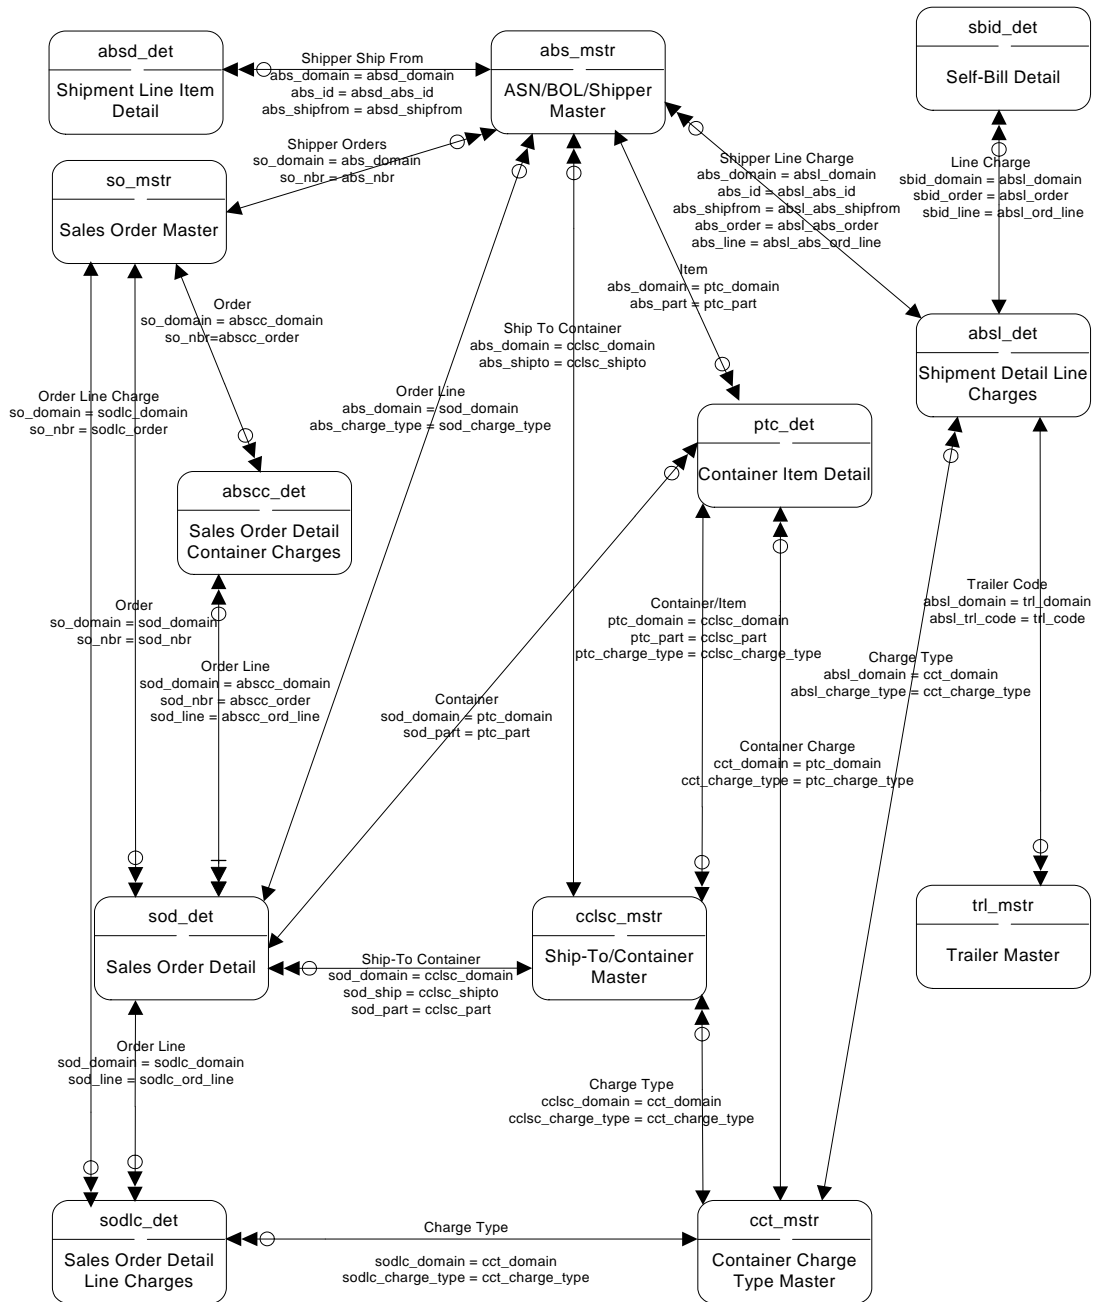 absd_det
Shipment Line Item
Detail
Shipper Ship From
abs_domain = absd_domain
abs_id = absd_abs_id
abs_shipfrom = absd_shipfrom
abs_mstr
ASN/BOL/Shipper
Master
sbid_det
Self-Bill Detail
Shipper Orders
so_domain = abs_domain
so_nbr = abs_nbr
so_mstr
Sales Order Master
Shipper Line Charge
abs_domain = absl_domain
abs_id = absl_abs_id
abs_shipfrom = absl_abs_shipfrom
abs_order = absl_abs_order
abs_line = absl_abs_ord_line
Line Charge
sbid_domain = absl_domain
sbid_order = absl_order
sbid_line = absl_ord_line
Item
abs_domain = ptc_domain
abs_part = ptc_part
Order
so_domain = abscc_domain
so_nbr=abscc_order
Ship To Container
abs_domain = cclsc_domain
abs_shipto = cclsc_shipto
absl_det
Shipment Detail Line
Charges
Order Line Charge
so_domain = sodlc_domain
so_nbr = sodlc_order
Order Line
abs_domain = sod_domain
abs_charge_type = sod_charge_type
ptc_det
Container Item Detail
abscc_det
Sales Order Detail
Container Charges
Order
so_domain = sod_domain
so_nbr = sod_nbr
Container/Item
ptc_domain = cclsc_domain
ptc_part = cclsc_part
ptc_charge_type = cclsc_charge_type
Trailer Code
absl_domain = trl_domain
absl_trl_code = trl_code
Order Line
sod_domain = abscc_domain
sod_nbr = abscc_order
sod_line = abscc_ord_line
Charge Type
absl_domain = cct_domain
absl_charge_type = cct_charge_type
Container
sod_domain = ptc_domain
sod_part = ptc_part
Container Charge
cct_domain = ptc_domain
cct_charge_type = ptc_charge_type
sod_det
Sales Order Detail
Ship-To Container
sod_domain = cclsc_domain
sod_ship = cclsc_shipto
sod_part = cclsc_part
cclsc_mstr
Ship-To/Container
Master
trl_mstr
Trailer Master
Order Line
sod_domain = sodlc_domain
sod_line = sodlc_ord_line
Charge Type
cclsc_domain = cct_domain
cclsc_charge_type = cct_charge_type
sodlc_det
Sales Order Detail
Line Charges
Charge Type
sodlc_domain = cct_domain
sodlc_charge_type = cct_charge_type
cct_mstr
Container Charge
Type Master